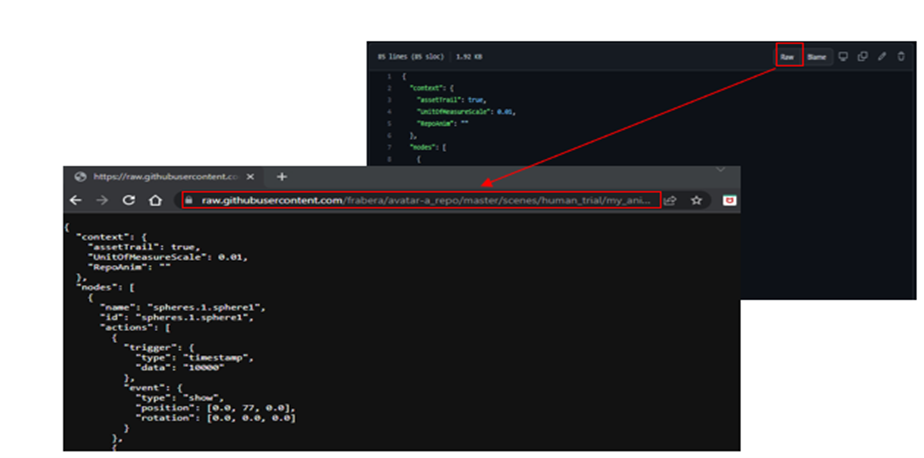 85 lines (85 sloc) 1.92 KB
Raw Blame
1 {
2 "context": {
3 "assetTrail": true,
4 "UnitOfMeasureScale": 0.01,
5 "RepoAnim": ""
6 },
7 "nodes": [
8 {
https://raw.githubusercontent.co
raw.githubusercontent.com/frabera/avatar-a_repo/master/scenes/human_trial/my_ani...
{
"context": {
"assetTrail": true,
"UnitOfMeasureScale": 0.01,
"RepoAnim": ""
},
"nodes": [
{
"name": "spheres.1.sphere1",
"id": "spheres.1.sphere1",
"actions": [
{
"trigger": {
"type": "timestamp",
"data": "10000"
},
"event": {
"type": "show",
"position": [0.0, 77, 0.0],
"rotation": [0.0, 0.0, 0.0]
}
},
{